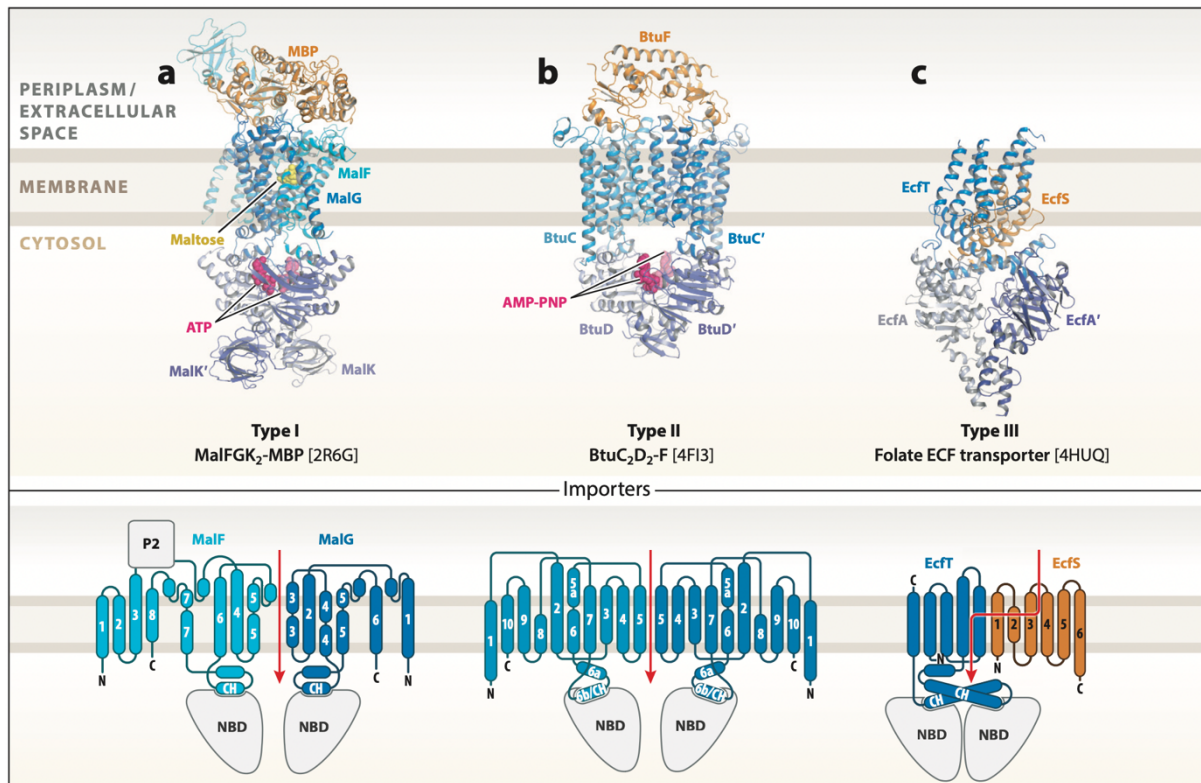 a
b
c
PERIPLASM/
EXTRACELLULAR
SPACE
MEMBRANE
CYTOSOL
MBP
MalF
MalG
Maltose
ATP
MalK′
MalK
BtuF
BtuC
BtuC′
AMP-PNP
BtuD
BtuD′
EcfT
EcfS
EcfA
EcfA′
Type I
MalFGK₂-MBP [2R6G]
Type II
BtuC₂D₂-F [4FI3]
Type III
Folate ECF transporter [4HUQ]
Importers
P2
MalF
MalG
1
2
3
8
7
7
6
4
5
5
3
3
2
4
4
5
5
6
1
N
C
C
N
CH
CH
NBD
NBD
1
10
9
8
2
5a
6
7
3
4
5
5
4
3
7
5a
6
2
8
9
10
1
N
C
C
N
6a
6b/CH
6a
6b/CH
NBD
NBD
EcfT
EcfS
C
N
1
2
3
4
5
6
N
C
CH
CH
NBD
NBD